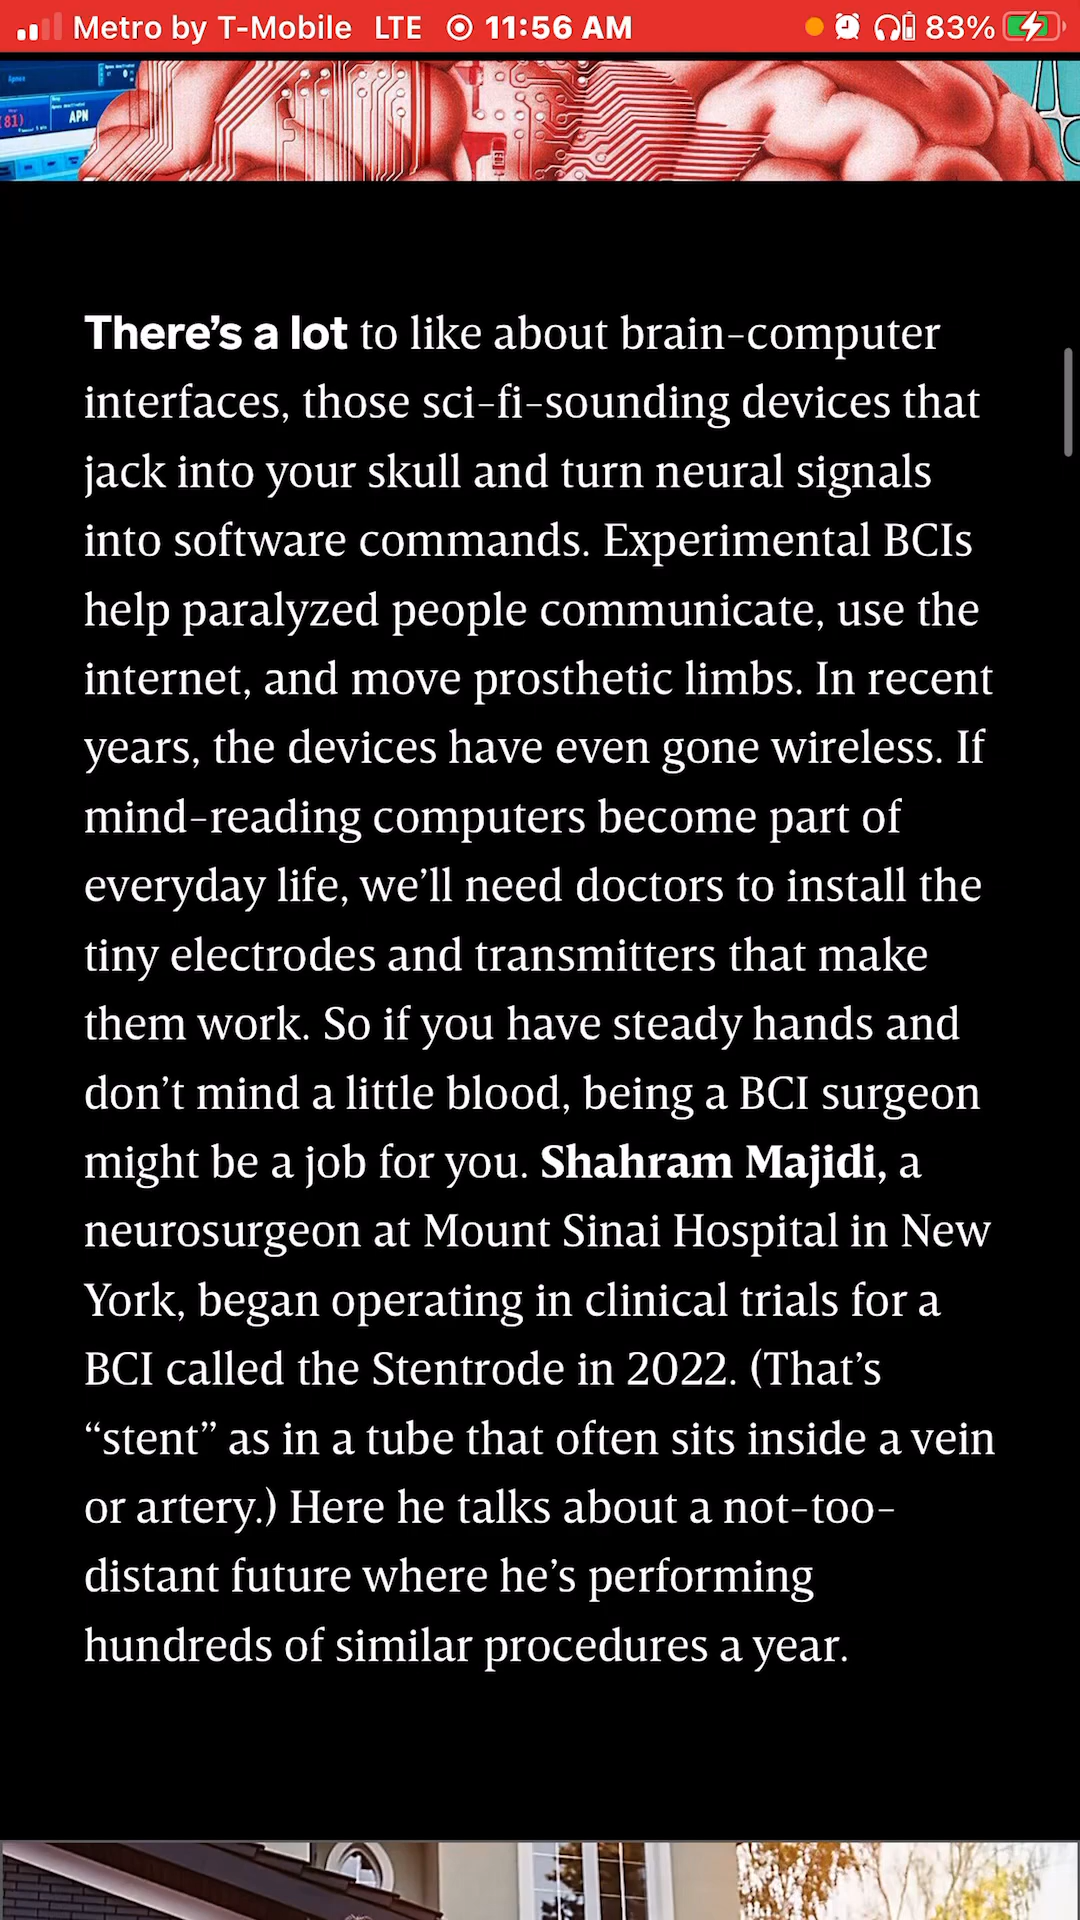 Metro by T-Mobile LTE 11:56 AM 83%
(81)
APN
There's a lot to like about brain-computer
interfaces, those sci-fi-sounding devices that
jack into your skull and turn neural signals
into software commands. Experimental BCIs
help paralyzed people communicate, use the
internet, and move prosthetic limbs. In recent
years, the devices have even gone wireless. If
mind-reading computers become part of
everyday life, we'll need doctors to install the
tiny electrodes and transmitters that make
them work. So if you have steady hands and
don't mind a little blood, being a BCI surgeon
might be a job for you. Shahram Majidi, a
neurosurgeon at Mount Sinai Hospital in New
York, began operating in clinical trials for a
BCI called the Stentrode in 2022. (That's
“stent” as in a tube that often sits inside a vein
or artery.) Here he talks about a not-too-
distant future where he's performing
hundreds of similar procedures a year.